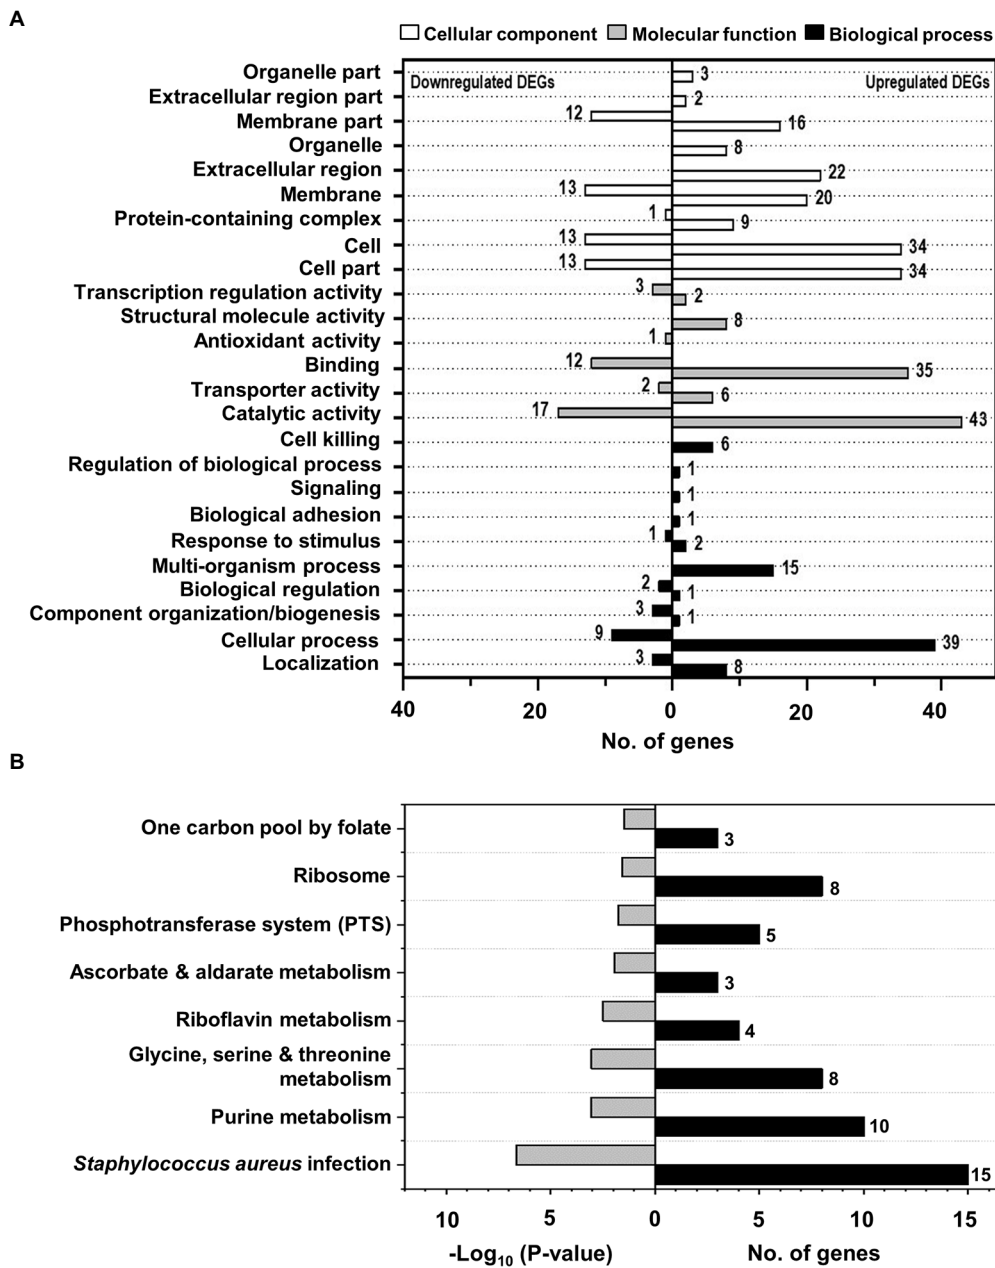 A
Cellular component Molecular function Biological process
Downregulated DEGs Upregulated DEGs
Organelle part 3
Extracellular region part 2
Membrane part 12 16
Organelle 8
Extracellular region 22
Membrane 13 20
Protein-containing complex 1 9
Cell 13 34
Cell part 13 34
Transcription regulation activity 3 2
Structural molecule activity 8
Antioxidant activity 1
Binding 12 35
Transporter activity 2 6
Catalytic activity 17 43
Cell killing 6
Regulation of biological process 1
Signaling 1
Biological adhesion 1
Response to stimulus 1 2
Multi-organism process 15
Biological regulation 2 1
Component organization/biogenesis 3 1
Cellular process 9 39
Localization 3 8
40 20 0 20 40
No. of genes
B
One carbon pool by folate 3
Ribosome 8
Phosphotransferase system (PTS) 5
Ascorbate & aldarate metabolism 3
Riboflavin metabolism 4
Glycine, serine & threonine
metabolism 8
Purine metabolism 10
Staphylococcus aureus infection 15
10 5 0 5 10 15
-Log₁₀ (P-value) No. of genes